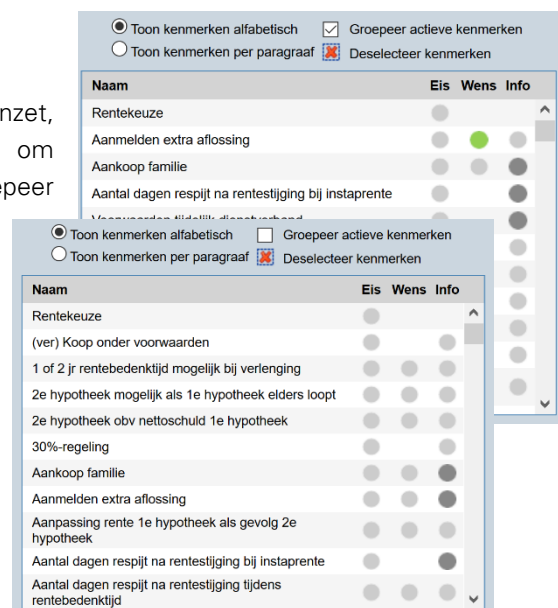 nzet,
om
epeer
Toon kenmerken alfabetisch Groepeer actieve kenmerken
Toon kenmerken per paragraaf Deselecteer kenmerken
Naam Eis Wens Info
Rentekeuze
Aanmelden extra aflossing
Aankoop familie
Aantal dagen respijt na rentestijging bij instaprente
Toon kenmerken alfabetisch Groepeer actieve kenmerken
Toon kenmerken per paragraaf Deselecteer kenmerken
Naam Eis Wens Info
Rentekeuze
(ver) Koop onder voorwaarden
1 of 2 jr rentebedenktijd mogelijk bij verlenging
2e hypotheek mogelijk als 1e hypotheek elders loopt
2e hypotheek obv nettoschuld 1e hypotheek
30%-regeling
Aankoop familie
Aanmelden extra aflossing
Aanpassing rente 1e hypotheek als gevolg 2e
hypotheek
Aantal dagen respijt na rentestijging bij instaprente
Aantal dagen respijt na rentestijging tijdens
rentebedenktijd